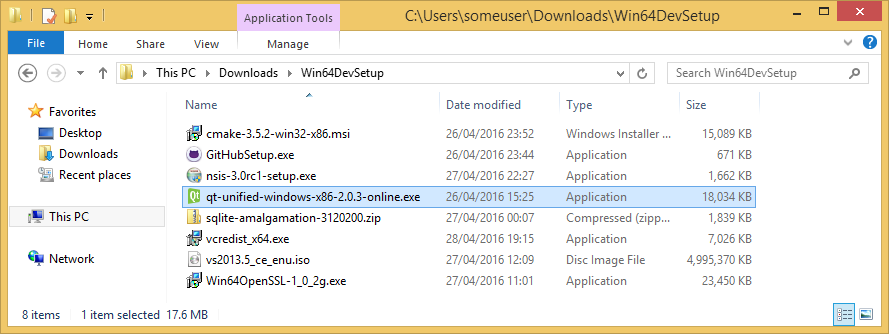 Application Tools C:\Users\someuser\Downloads\Win64DevSetup
File Home Share View Manage
This PC Downloads Win64DevSetup Search Win64DevSetup
Favorites
Desktop
Downloads
Recent places
This PC
Network
Name Date modified Type Size
cmake-3.5.2-win32-x86.msi 26/04/2016 23:52 Windows Installer ... 15,089 KB
GitHubSetup.exe 26/04/2016 23:44 Application 671 KB
nsis-3.0rc1-setup.exe 27/04/2016 22:27 Application 1,662 KB
Qt qt-unified-windows-x86-2.0.3-online.exe 26/04/2016 15:25 Application 18,034 KB
sqlite-amalgamation-3120200.zip 27/04/2016 00:07 Compressed (zipp... 1,839 KB
vcredist_x64.exe 28/04/2016 19:15 Application 7,026 KB
vs2013.5_ce_enu.iso 27/04/2016 12:09 Disc Image File 4,995,370 KB
Win64OpenSSL-1_0_2g.exe 27/04/2016 11:01 Application 23,450 KB
8 items 1 item selected 17.6 MB